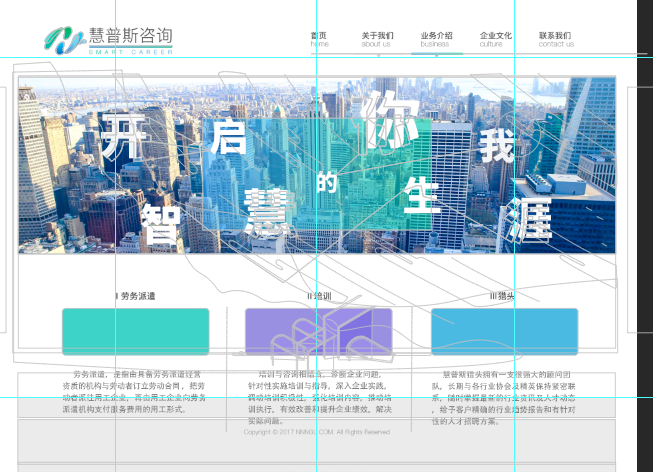 慧普斯咨询
SMART CAREER
首页 关于我们 业务介绍 企业文化 联系我们
home about us business culture contact us
开启你我
的
智慧生涯
I 劳务派遣 II 培训 III 猎头
劳务派遣，是指由具备劳务派遣经营
资质的机构与劳动者订立劳动合同，把劳
动者派往用工企业，再由用工企业向劳务
派遣机构支付服务费用的用工形式。
培训与咨询相结合，诊断企业问题，
针对性实施培训与指导，深入企业实践，
调动培训积极性，强化培训内容，推动培
训执行，有效改善和提升企业绩效，解决
实际问题。
慧普斯猎头拥有一支很强大的顾问团
队，长期与各行业协会及精英保持紧密联
系，随时掌握最新的行业资讯及人才动态
，给予客户精确的行业趋势报告和有针对
性的人才招聘方案。